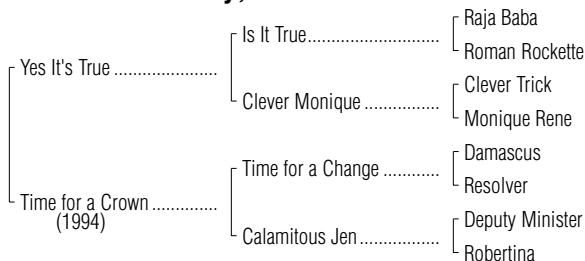 Raja Baba
Is It True
Roman Rockette
Yes It's True
Clever Trick
Clever Monique
Monique Rene
Damascus
Time for a Change
Resolver
Time for a Crown
(1994)
Deputy Minister
Calamitous Jen
Robertina